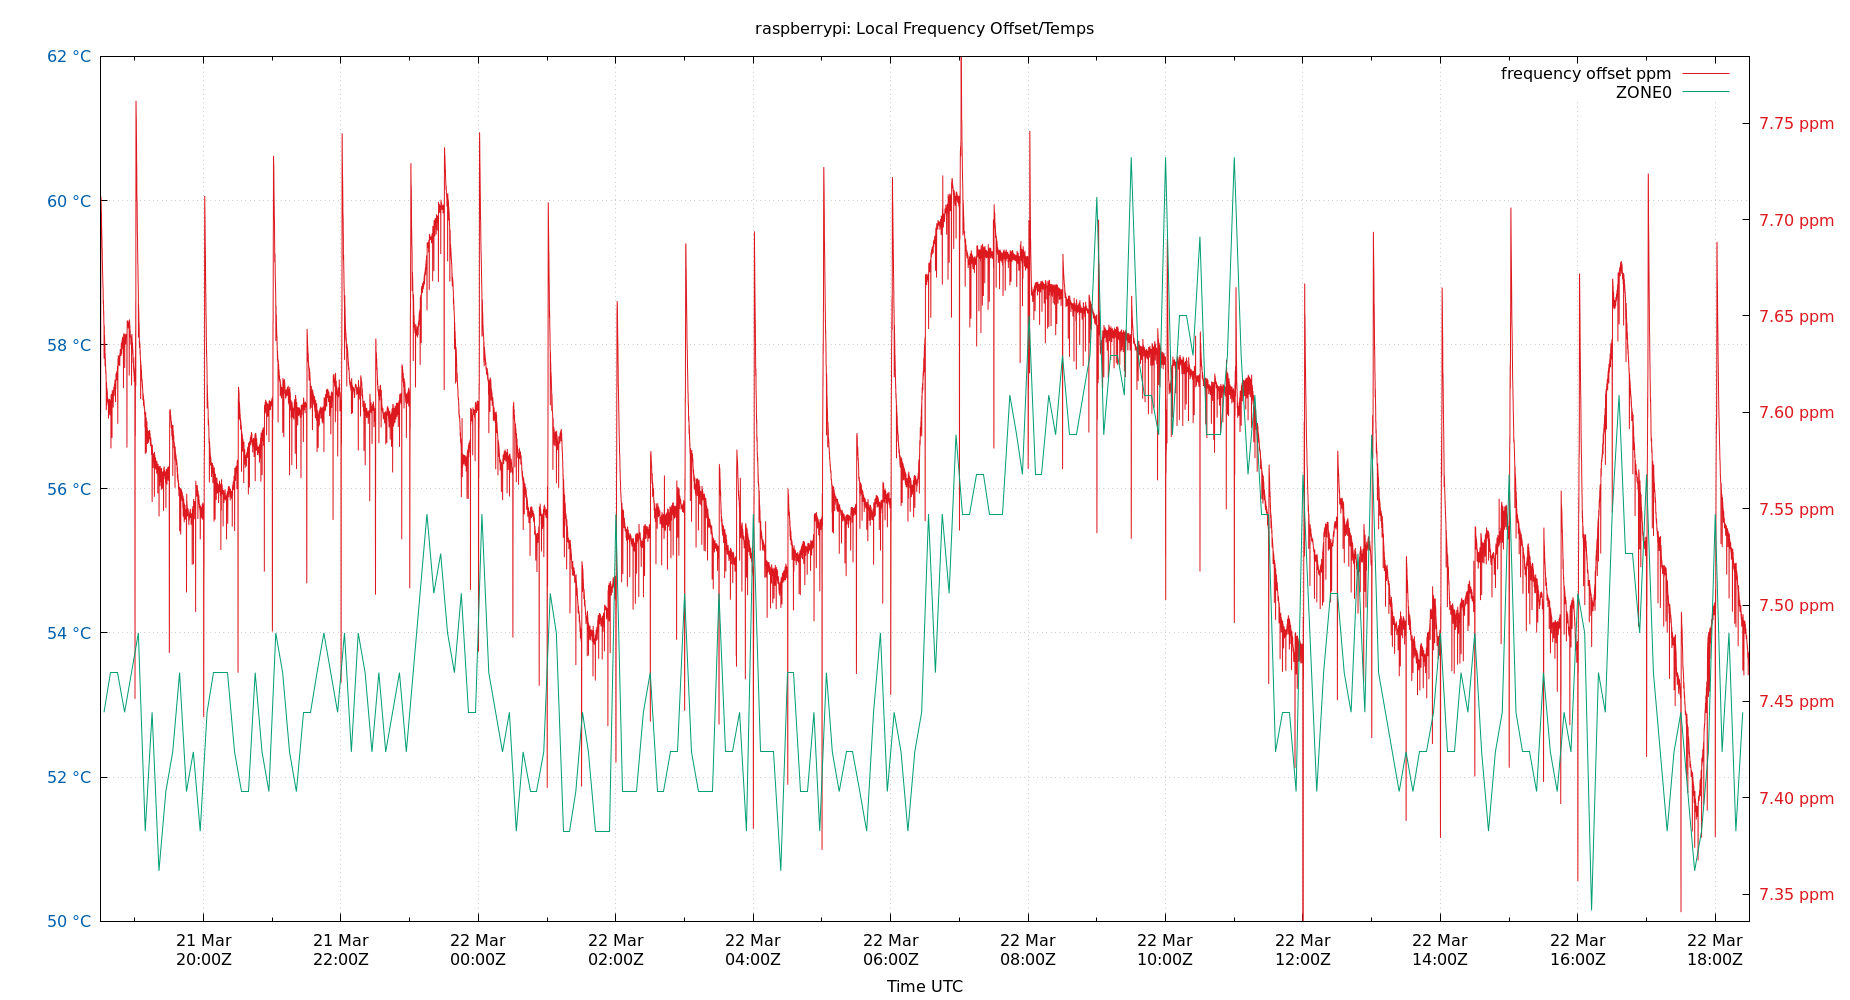 raspberrypi: Local Frequency Offset/Temps
frequency offset ppm
ZONE0
62 °C
60 °C
58 °C
56 °C
54 °C
52 °C
50 °C
7.75 ppm
7.70 ppm
7.65 ppm
7.60 ppm
7.55 ppm
7.50 ppm
7.45 ppm
7.40 ppm
7.35 ppm
21 Mar
20:00Z
21 Mar
22:00Z
22 Mar
00:00Z
22 Mar
02:00Z
22 Mar
04:00Z
22 Mar
06:00Z
22 Mar
08:00Z
22 Mar
10:00Z
22 Mar
12:00Z
22 Mar
14:00Z
22 Mar
16:00Z
22 Mar
18:00Z
Time UTC